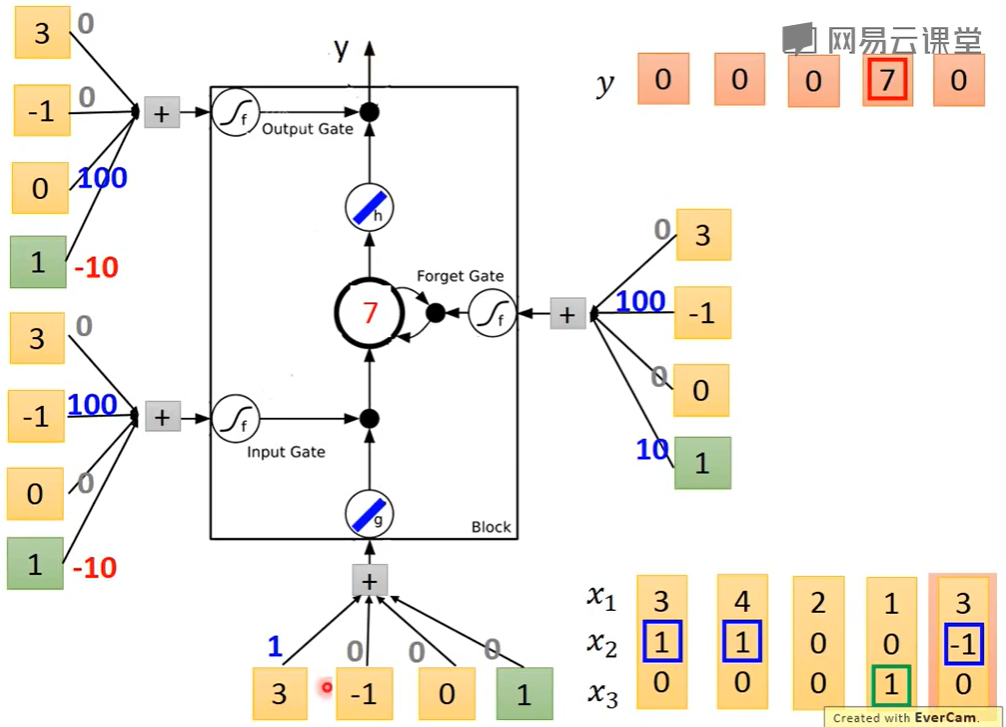 网易云课堂
y
y 0 0 0 7 0
3 0
-1 0
0 100
1 -10
+
f
Output Gate
h
Forget Gate
7
f
+
0 3
100 -1
0 0
10 1
3 0
-1 100
0 0
1 -10
+
f
Input Gate
g
Block
+
1 0 0 0
3 -1 0 1
x₁ 3 4 2 1 3
x₂ 1 1 0 0 -1
x₃ 0 0 0 1 0
Created with EverCam.